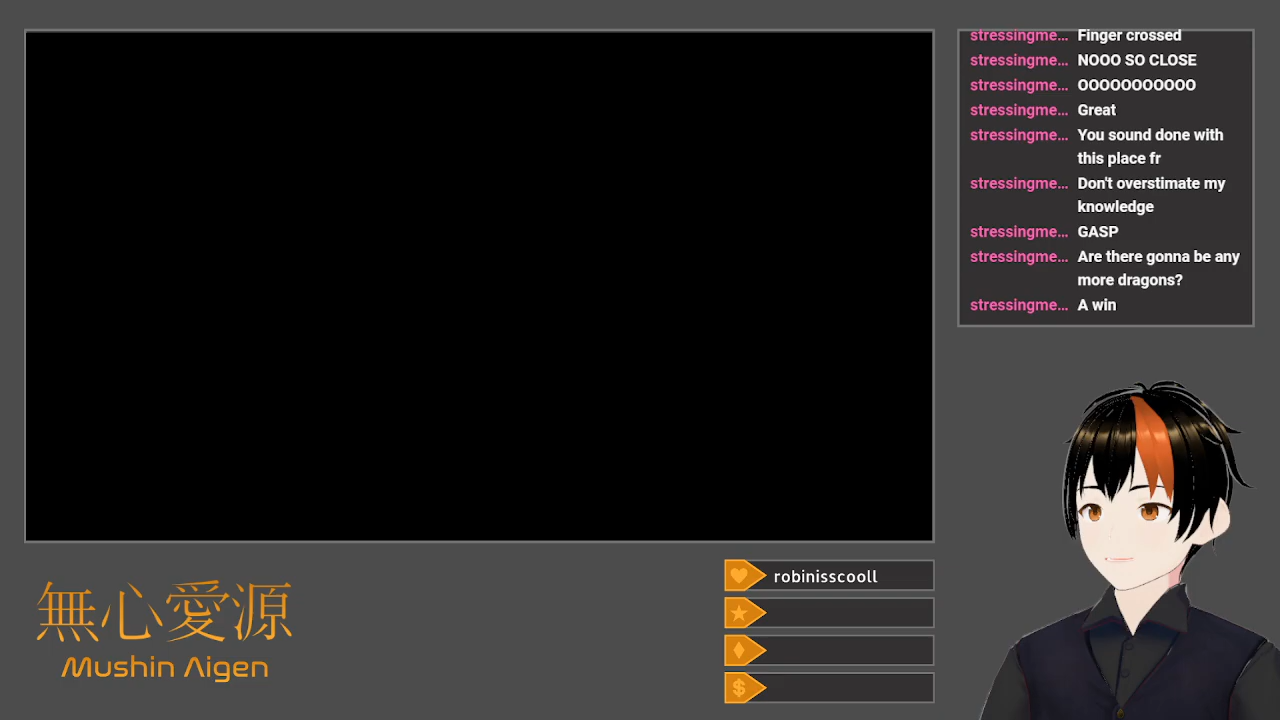 stressingme... Finger crossed
stressingme... NOOO SO CLOSE
stressingme... OOOOOOOOOOO
stressingme... Great
stressingme... You sound done with
this place fr
stressingme... Don't overstimate my
knowledge
stressingme... GASP
stressingme... Are there gonna be any
more dragons?
stressingme... A win
無心愛源
Mushin Aigen
robinisscooll
$